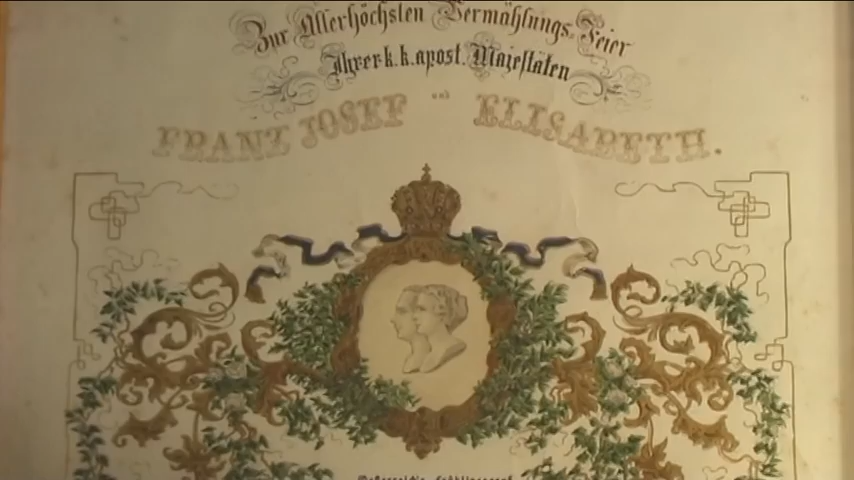 Zur Allerhöchsten Vermählungs-Feier
Ihrer k. k. apost. Majestäten
FRANZ JOSEF und ELISABETH.